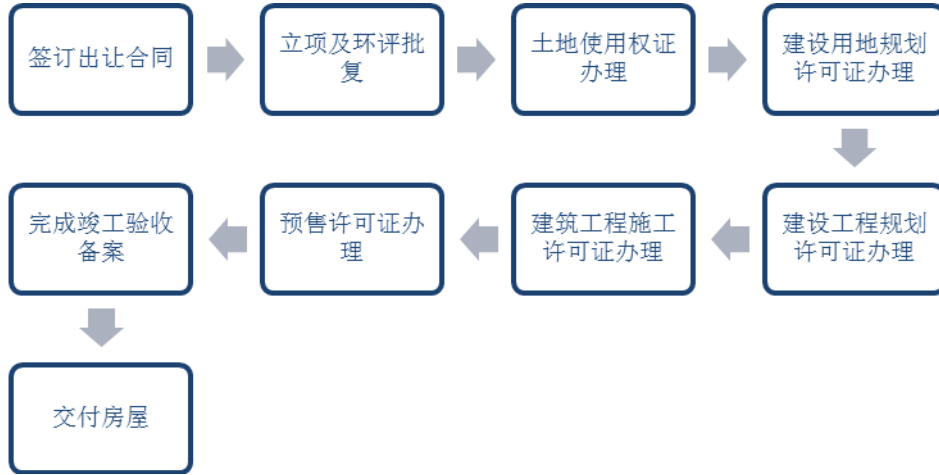 签订出让合同
立项及环评批
复
土地使用权证
办理
建设用地规划
许可证办理
完成竣工验收
备案
预售许可证办
理
建筑工程施工
许可证办理
建设工程规划
许可证办理
交付房屋